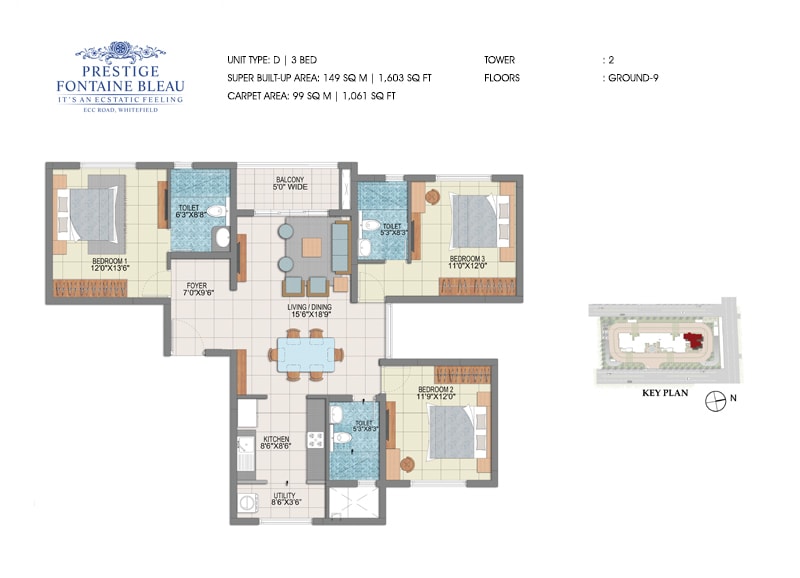 PRESTIGE
FONTAINE BLEAU
IT'S AN ECSTATIC FEELING
ECC ROAD, WHITEFIELD
UNIT TYPE: D | 3 BED
SUPER BUILT-UP AREA: 149 SQ M | 1,603 SQ FT
CARPET AREA: 99 SQ M | 1,061 SQ FT
TOWER : 2
FLOORS : GROUND-9
BALCONY
5'0" WIDE
TOILET
6'3"X8'8"
TOILET
5'3"X8'3"
BEDROOM 1
12'0"X13'6"
BEDROOM 3
11'0"X12'0"
FOYER
7'0"X9'6"
LIVING / DINING
15'6"X18'9"
BEDROOM 2
11'9"X12'0"
TOILET
5'3"X8'3"
KITCHEN
8'6"X8'6"
UTILITY
8'6"X3'6"
KEY PLAN
N